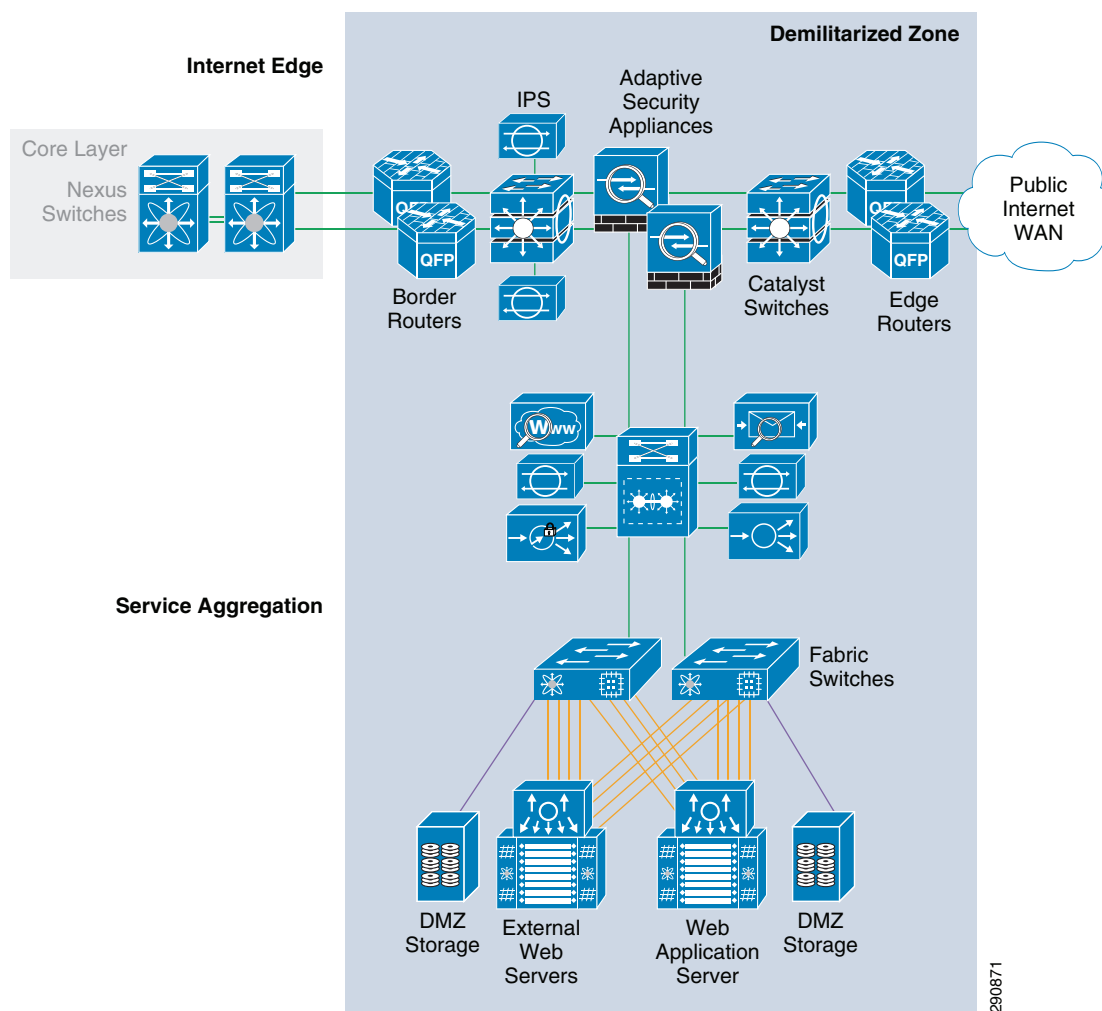 Demilitarized Zone
Internet Edge
Core Layer
Nexus
Switches
IPS
Adaptive
Security
Appliances
QFP
QFP
Border
Routers
Catalyst
Switches
QFP
QFP
Edge
Routers
Public
Internet
WAN
Www
Service Aggregation
Fabric
Switches
DMZ
Storage
External
Web
Servers
Web
Application
Server
DMZ
Storage
290871